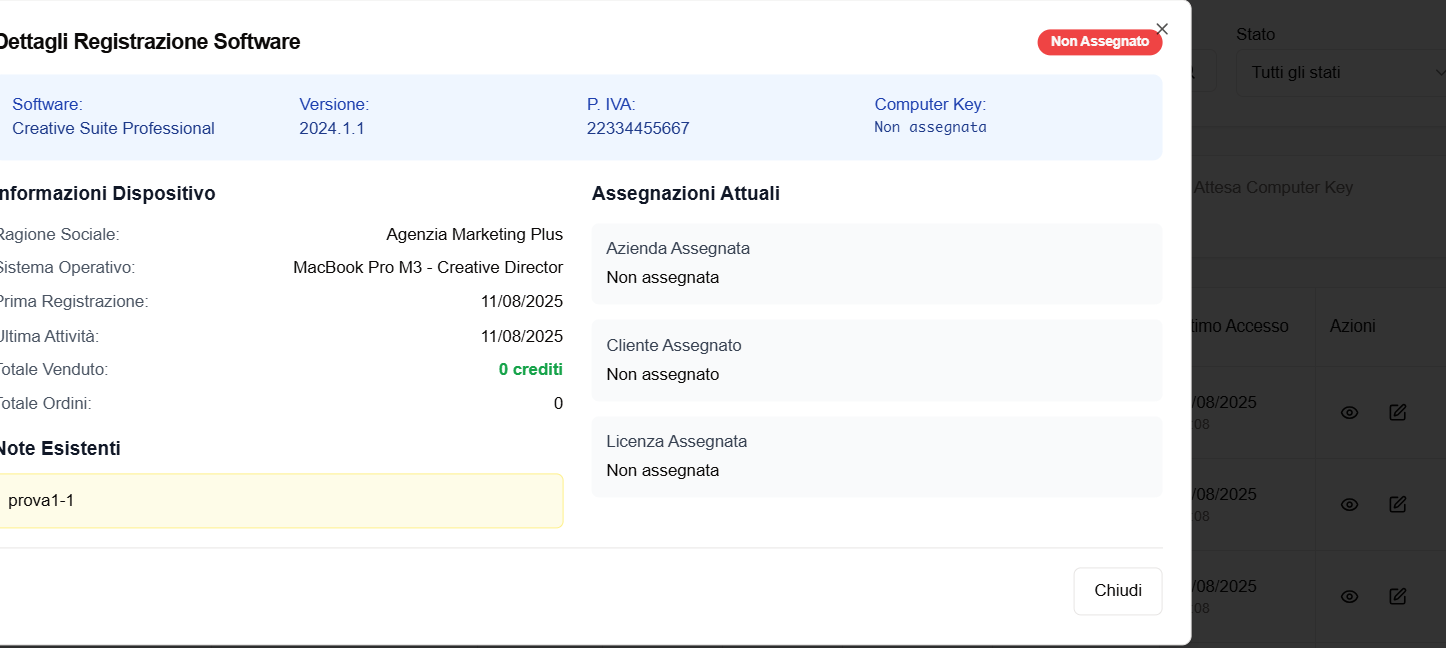 Dettagli Registrazione Software
Non Assegnato
Stato
Tutti gli stati
Software:
Creative Suite Professional
Versione:
2024.1.1
P. IVA:
22334455667
Computer Key:
Non assegnata
Attesa Computer Key
Informazioni Dispositivo
Ragione Sociale: Agenzia Marketing Plus
Sistema Operativo: MacBook Pro M3 - Creative Director
Prima Registrazione: 11/08/2025
Ultima Attività: 11/08/2025
Totale Venduto: 0 crediti
Totale Ordini: 0
Note Esistenti
prova1-1
Assegnazioni Attuali
Azienda Assegnata
Non assegnata
Cliente Assegnato
Non assegnato
Licenza Assegnata
Non assegnata
timo Accesso
Azioni
/08/2025
08
/08/2025
08
/08/2025
08
Chiudi